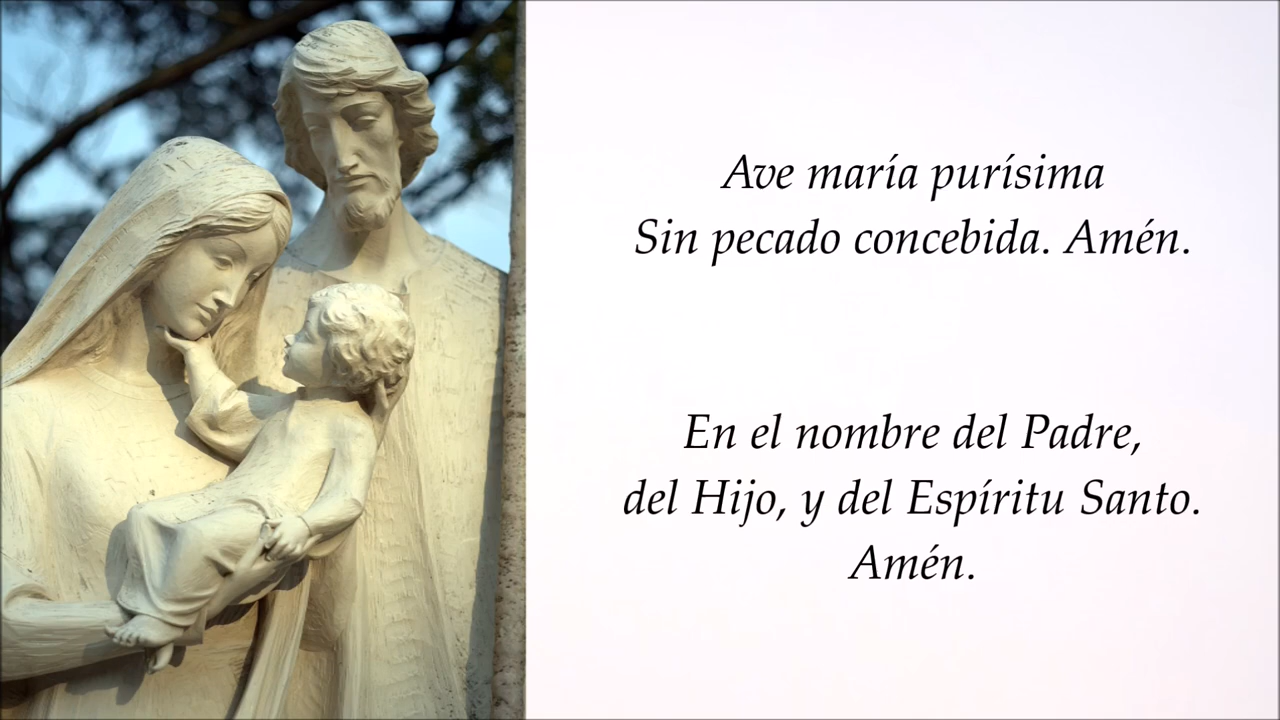 Ave maría purísima
Sin pecado concebida. Amén.
En el nombre del Padre,
del Hijo, y del Espíritu Santo.
Amén.